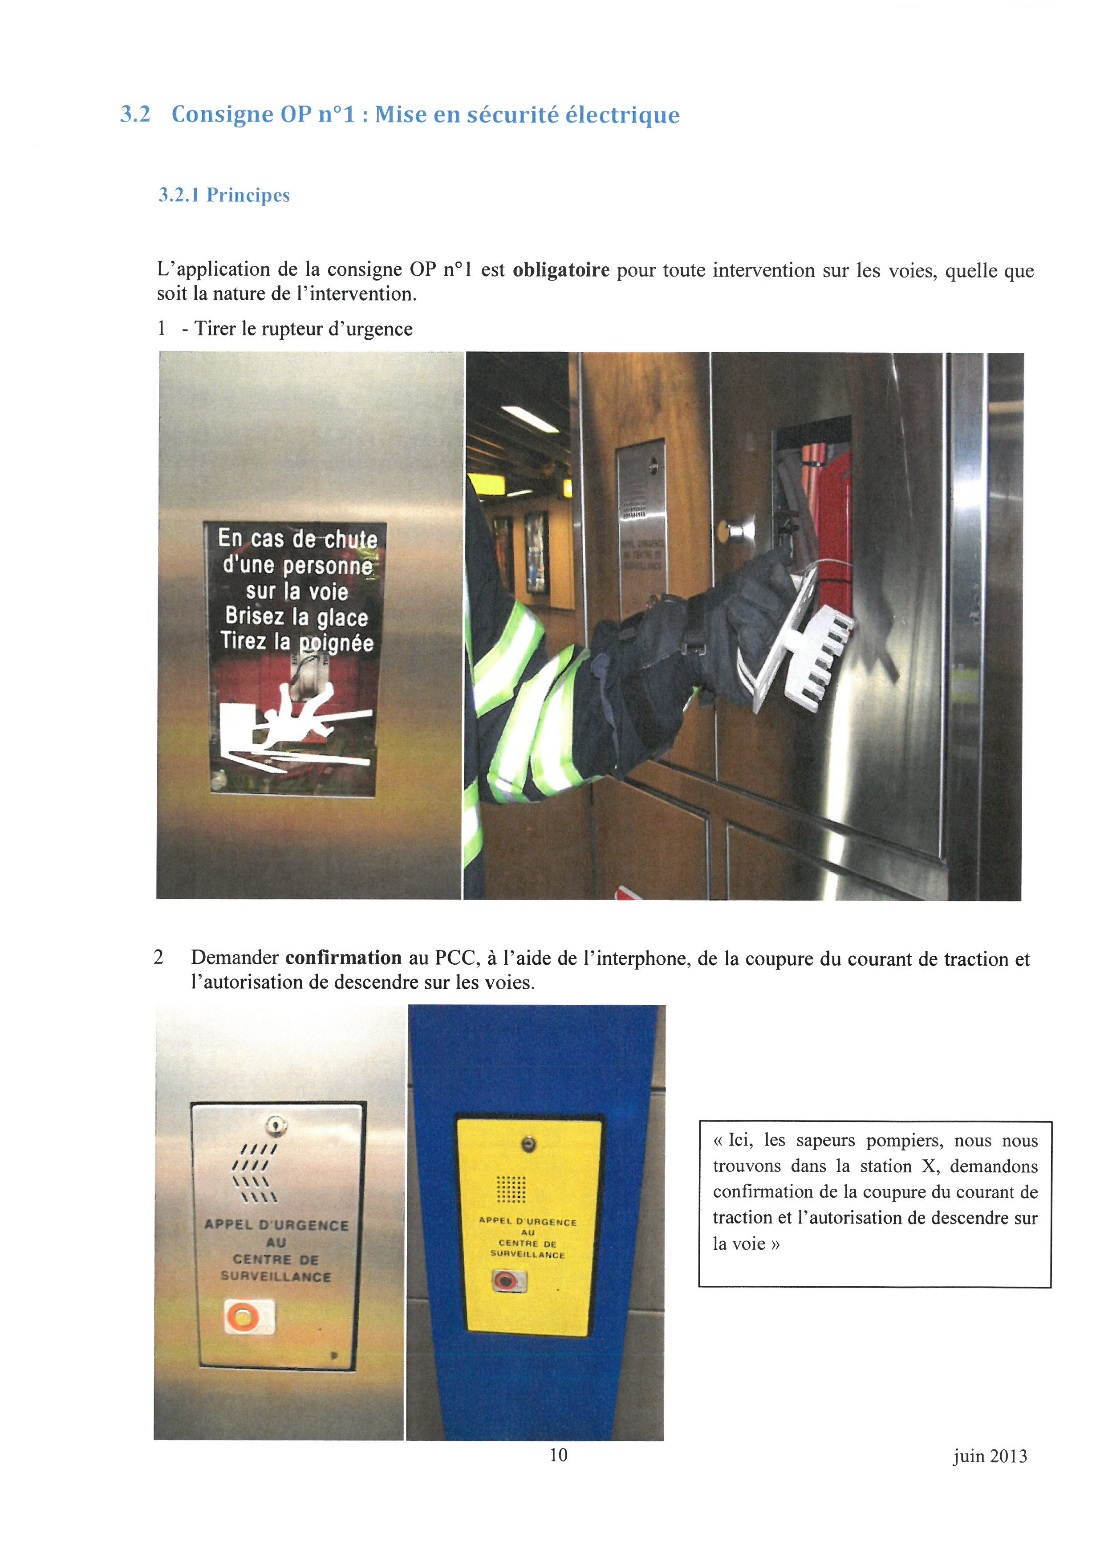 3.2 Consigne OP n°1 : Mise en sécurité électrique
3.2.1 Principes
L'application de la consigne OP n°1 est obligatoire pour toute intervention sur les voies, quelle que
soit la nature de l'intervention.
1 - Tirer le rupteur d'urgence
En cas de chute
d'une personne
sur la voie
Brisez la glace
Tirez la poignée
APPEL D'URGENCE
AU CENTRE DE
SURVEILLANCE
2 Demander confirmation au PCC, à l'aide de l'interphone, de la coupure du courant de traction et
l'autorisation de descendre sur les voies.
APPEL D'URGENCE
AU
CENTRE DE
SURVEILLANCE
APPEL D'URGENCE
AU
CENTRE DE
SURVEILLANCE
« Ici, les sapeurs pompiers, nous nous
trouvons dans la station X, demandons
confirmation de la coupure du courant de
traction et l'autorisation de descendre sur
la voie »
10
juin 2013